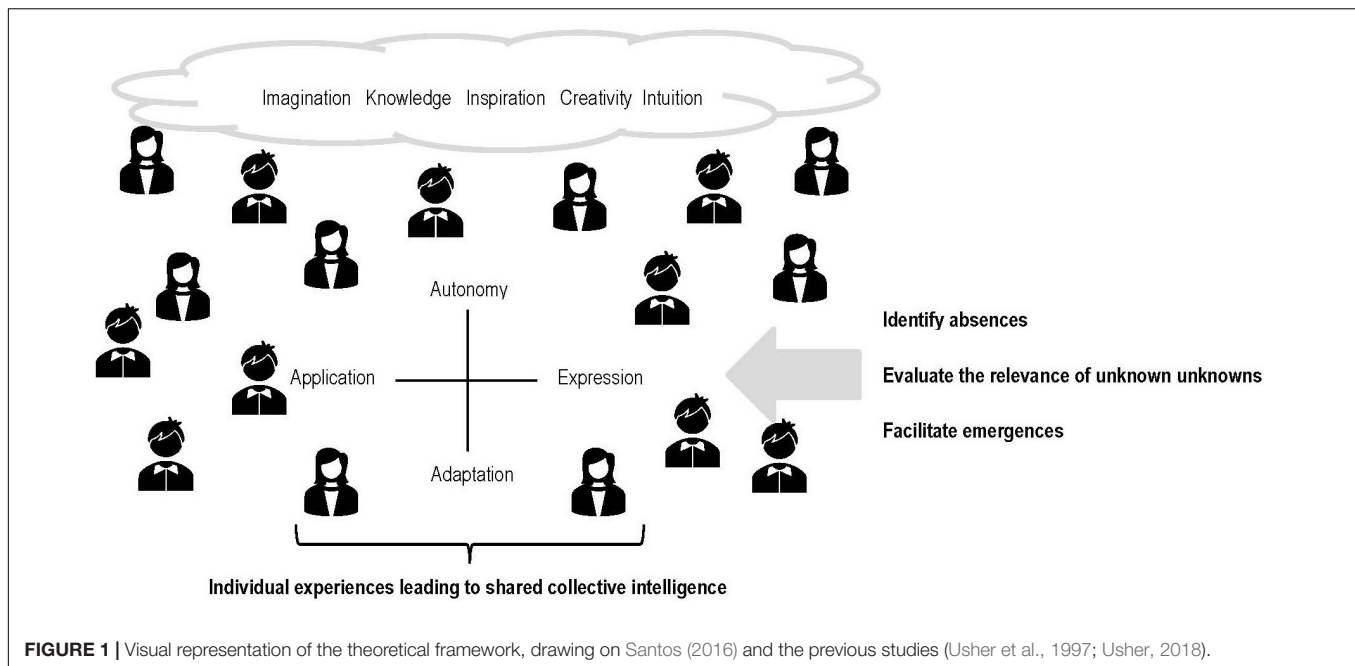 Imagination Knowledge Inspiration Creativity Intuition
Autonomy
Application
Expression
Adaptation
Identify absences
Evaluate the relevance of unknown unknowns
Facilitate emergences
Individual experiences leading to shared collective intelligence
FIGURE 1 | Visual representation of the theoretical framework, drawing on Santos (2016) and the previous studies (Usher et al., 1997; Usher, 2018).